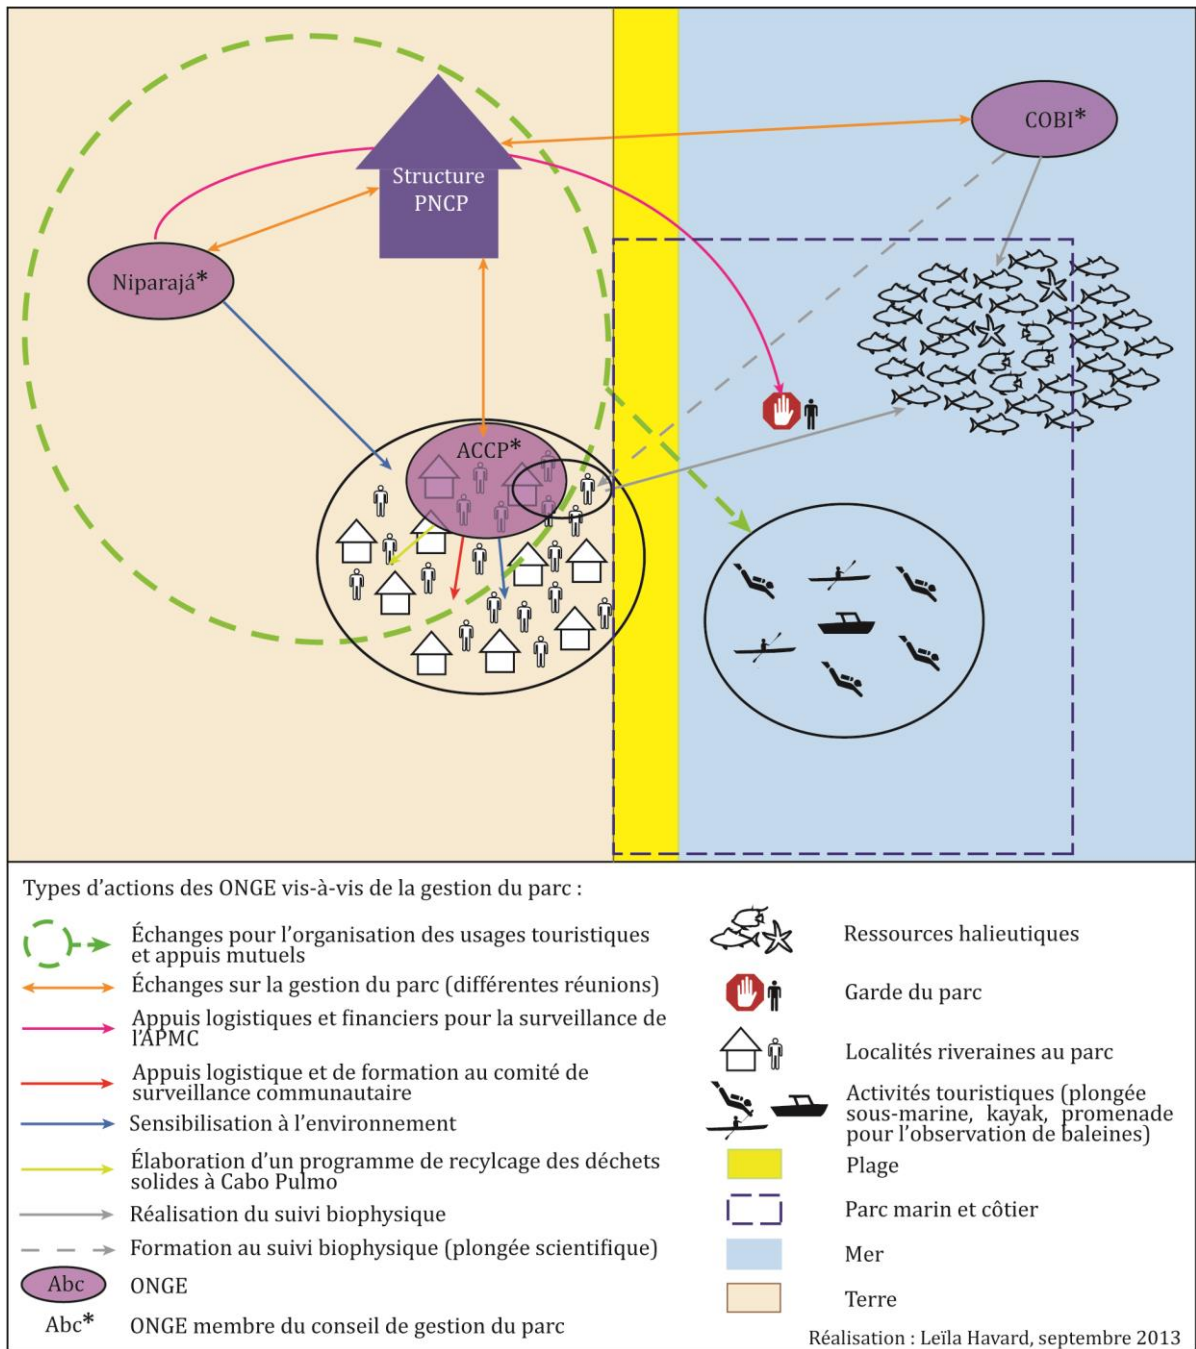 COBI*
Structure
PNCP
Niparajá*
ACCP*
Types d'actions des ONGE vis-à-vis de la gestion du parc :
Échanges pour l'organisation des usages touristiques
et appuis mutuels
Échanges sur la gestion du parc (différentes réunions)
Appuis logistiques et financiers pour la surveillance de
l'APMC
Appuis logistique et de formation au comité de
surveillance communautaire
Sensibilisation à l'environnement
Élaboration d'un programme de recylcage des déchets
solides à Cabo Pulmo
Réalisation du suivi biophysique
Formation au suivi biophysique (plongée scientifique)
Abc
ONGE
Abc*
ONGE membre du conseil de gestion du parc
Ressources halieutiques
Garde du parc
Localités riveraines au parc
Activités touristiques (plongée
sous-marine, kayak, promenade
pour l'observation de baleines)
Plage
Parc marin et côtier
Mer
Terre
Réalisation : Leïla Havard, septembre 2013